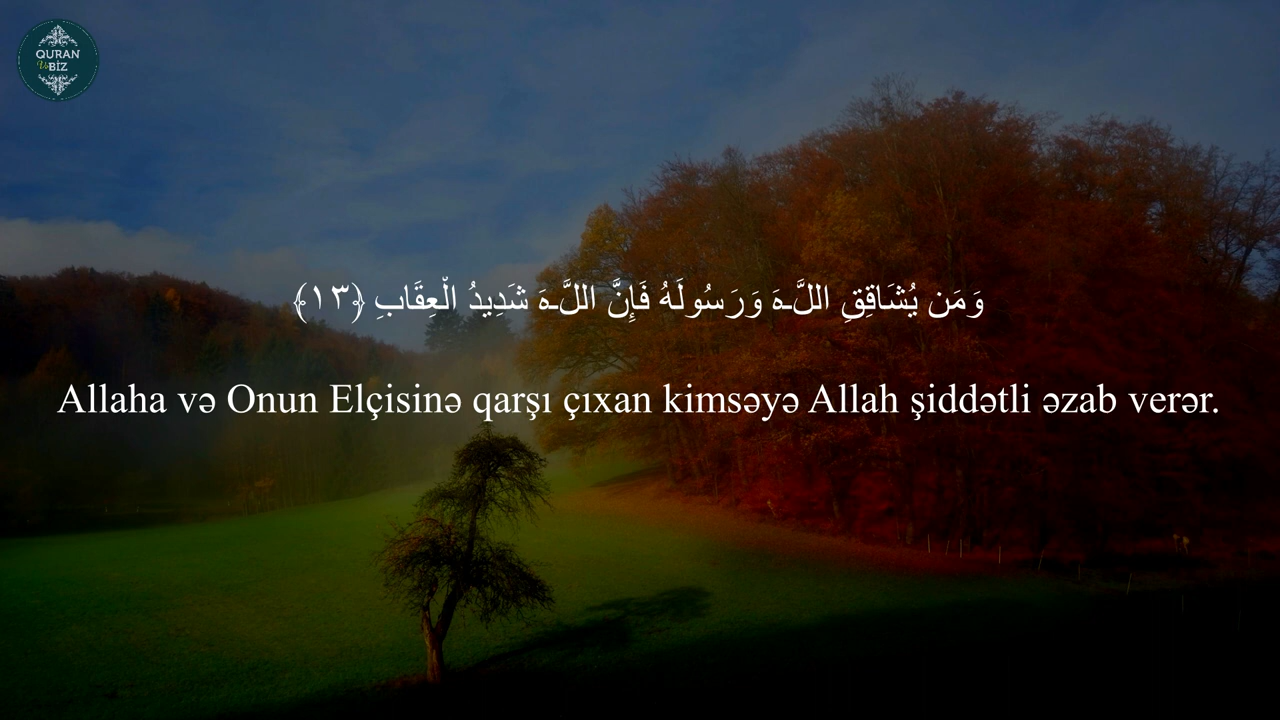 QURAN
Və
BİZ
وَمَن يُشَاقِقِ اللَّـهَ وَرَسُولَهُ فَإِنَّ اللَّـهَ شَدِيدُ الْعِقَابِ ﴿١٣﴾
Allaha və Onun Elçisinə qarşı çıxan kimsəyə Allah şiddətli əzab verər.